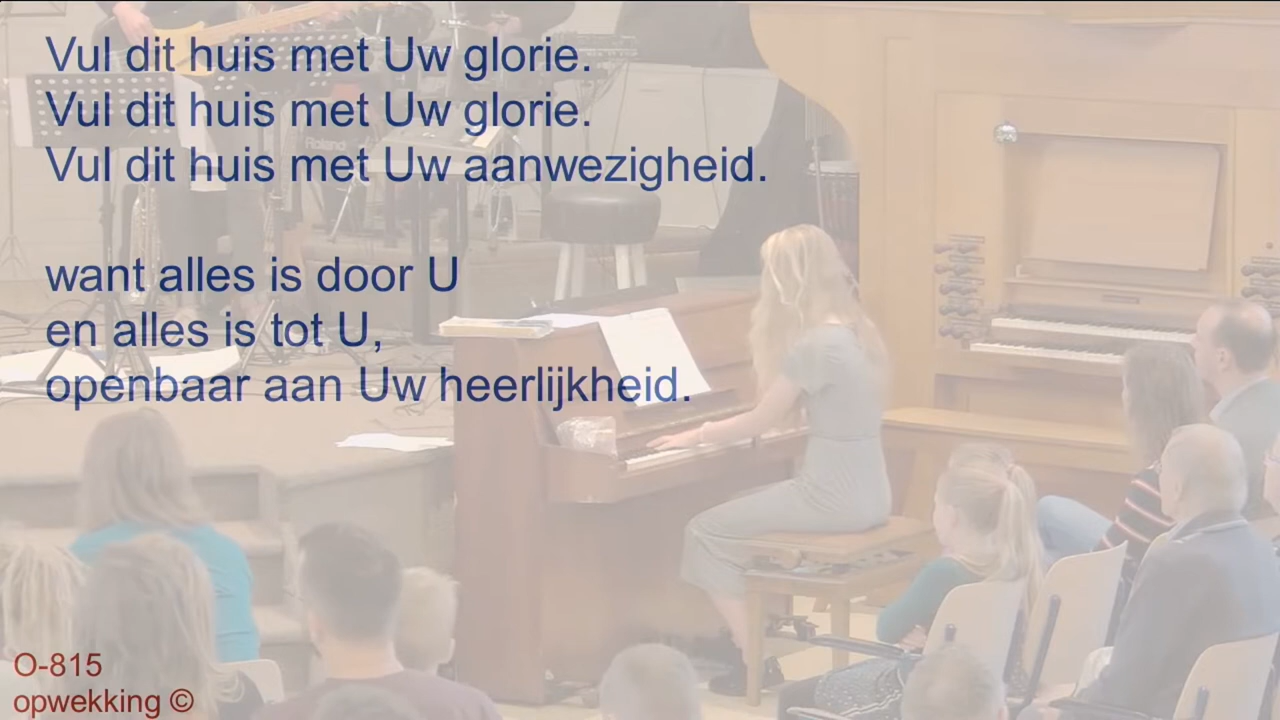 Vul dit huis met Uw glorie.
Vul dit huis met Uw glorie.
Vul dit huis met Uw aanwezigheid.
want alles is door U
en alles is tot U,
openbaar aan Uw heerlijkheid.
Roland
O-815
opwekking ©